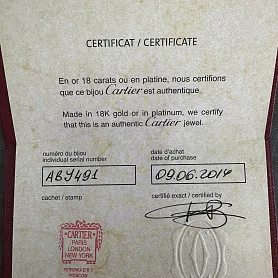 CERTIFICAT / CERTIFICATE
En or 18 carats ou en platine, nous certifions
que ce bijou Cartier est authentique.
Made in 18K gold or in platinum, we certify
that this is an authentic Cartier jewel.
numéro du bijou
individual serial number
date d'achat
date of purchase
09.06.2014
cachet / stamp
certifié exact / certified by
*CARTIER*
PARIS
LONDON
NEW YORK
MOSCOW